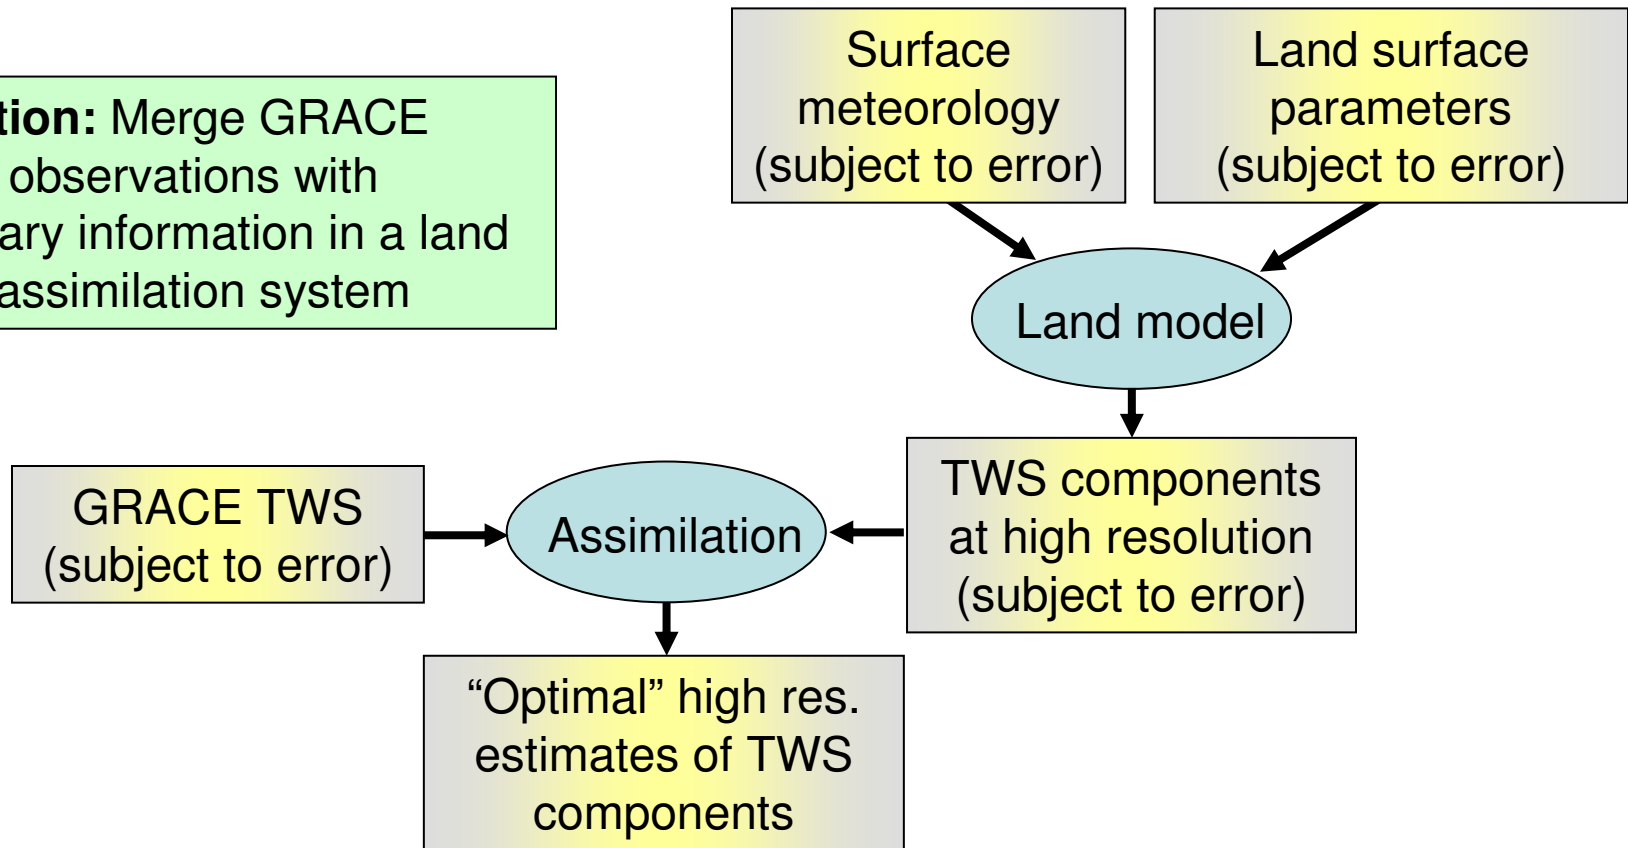 tion: Merge GRACE
observations with
ary information in a land
assimilation system
Surface
meteorology
(subject to error)
Land surface
parameters
(subject to error)
Land model
GRACE TWS
(subject to error)
Assimilation
TWS components
at high resolution
(subject to error)
“Optimal” high res.
estimates of TWS
components